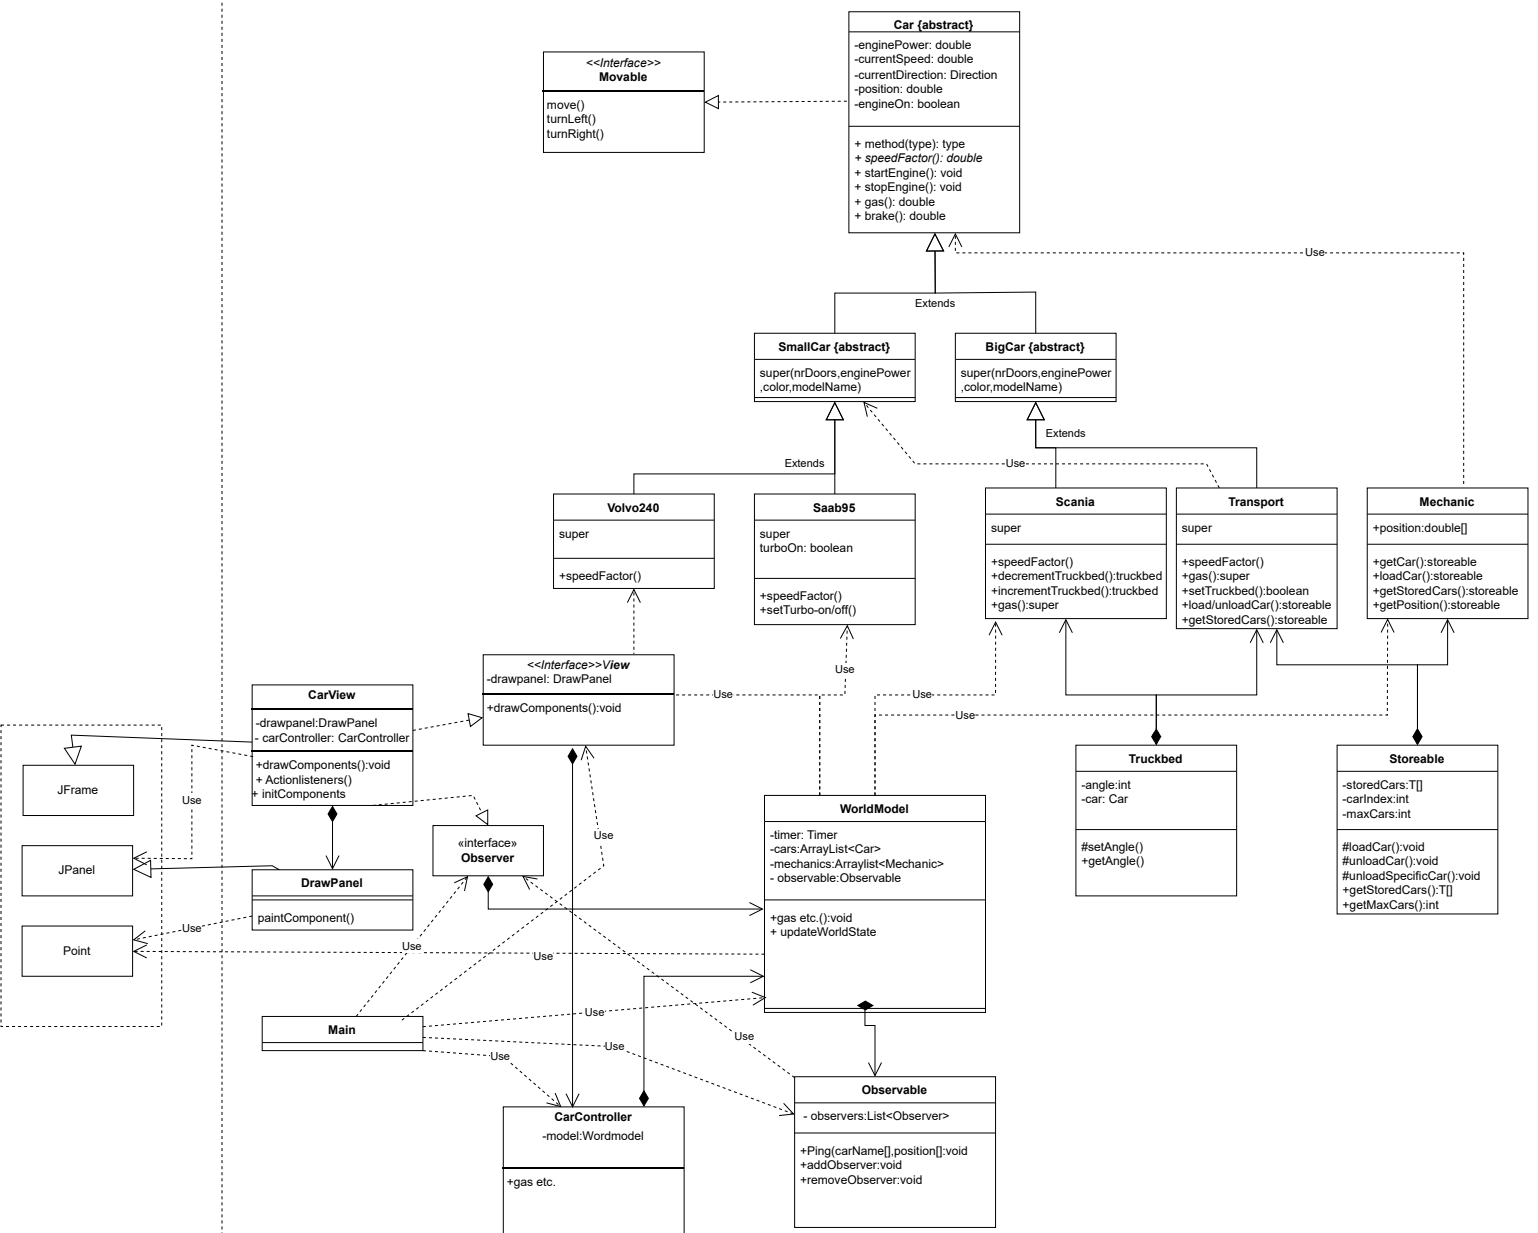 Car {abstract}
-enginePower: double
-currentSpeed: double
-currentDirection: Direction
-position: double
-engineOn: boolean
+ method(type): type
+ speedFactor(): double
+ startEngine(): void
+ stopEngine(): void
+ gas(): double
+ brake(): double
<<Interface>>
Movable
move()
turnLeft()
turnRight()
Use
Extends
SmallCar {abstract}
super(nrDoors,enginePower
,color,modelName)
BigCar {abstract}
super(nrDoors,enginePower
,color,modelName)
Extends
Extends
Use
Volvo240
super
+speedFactor()
Saab95
super
turboOn: boolean
+speedFactor()
+setTurbo-on/off()
Scania
super
+speedFactor()
+decrementTruckbed():truckbed
+incrementTruckbed():truckbed
+gas():super
Transport
super
+speedFactor()
+gas():super
+setTruckbed():boolean
+load/unloadCar():storeable
+getStoredCars():storeable
Mechanic
+position:double[]
+getCar():storeable
+loadCar():storeable
+getStoredCars():storeable
+getPosition():storeable
<<Interface>>View
-drawpanel: DrawPanel
+drawComponents():void
Use
Use
Use
Use
CarView
-drawpanel:DrawPanel
- carController: CarController
+drawComponents():void
+ Actionlisteners()
+ initComponents
JFrame
JPanel
Point
Use
Use
DrawPanel
paintComponent()
«interface»
Observer
Use
WorldModel
-timer: Timer
-cars:ArrayList<Car>
-mechanics:Arraylist<Mechanic>
- observable:Observable
+gas etc.():void
+ updateWorldState
Truckbed
-angle:int
-car: Car
#setAngle()
+getAngle()
Storeable
-storedCars:T[]
-carIndex:int
-maxCars:int
#loadCar():void
#unloadCar():void
#unloadSpecificCar():void
+getStoredCars():T[]
+getMaxCars():int
Use
Use
Main
Use
Use
Use
Use
CarController
-model:Wordmodel
+gas etc.
Observable
- observers:List<Observer>
+Ping(carName[],position[]:void
+addObserver:void
+removeObserver:void